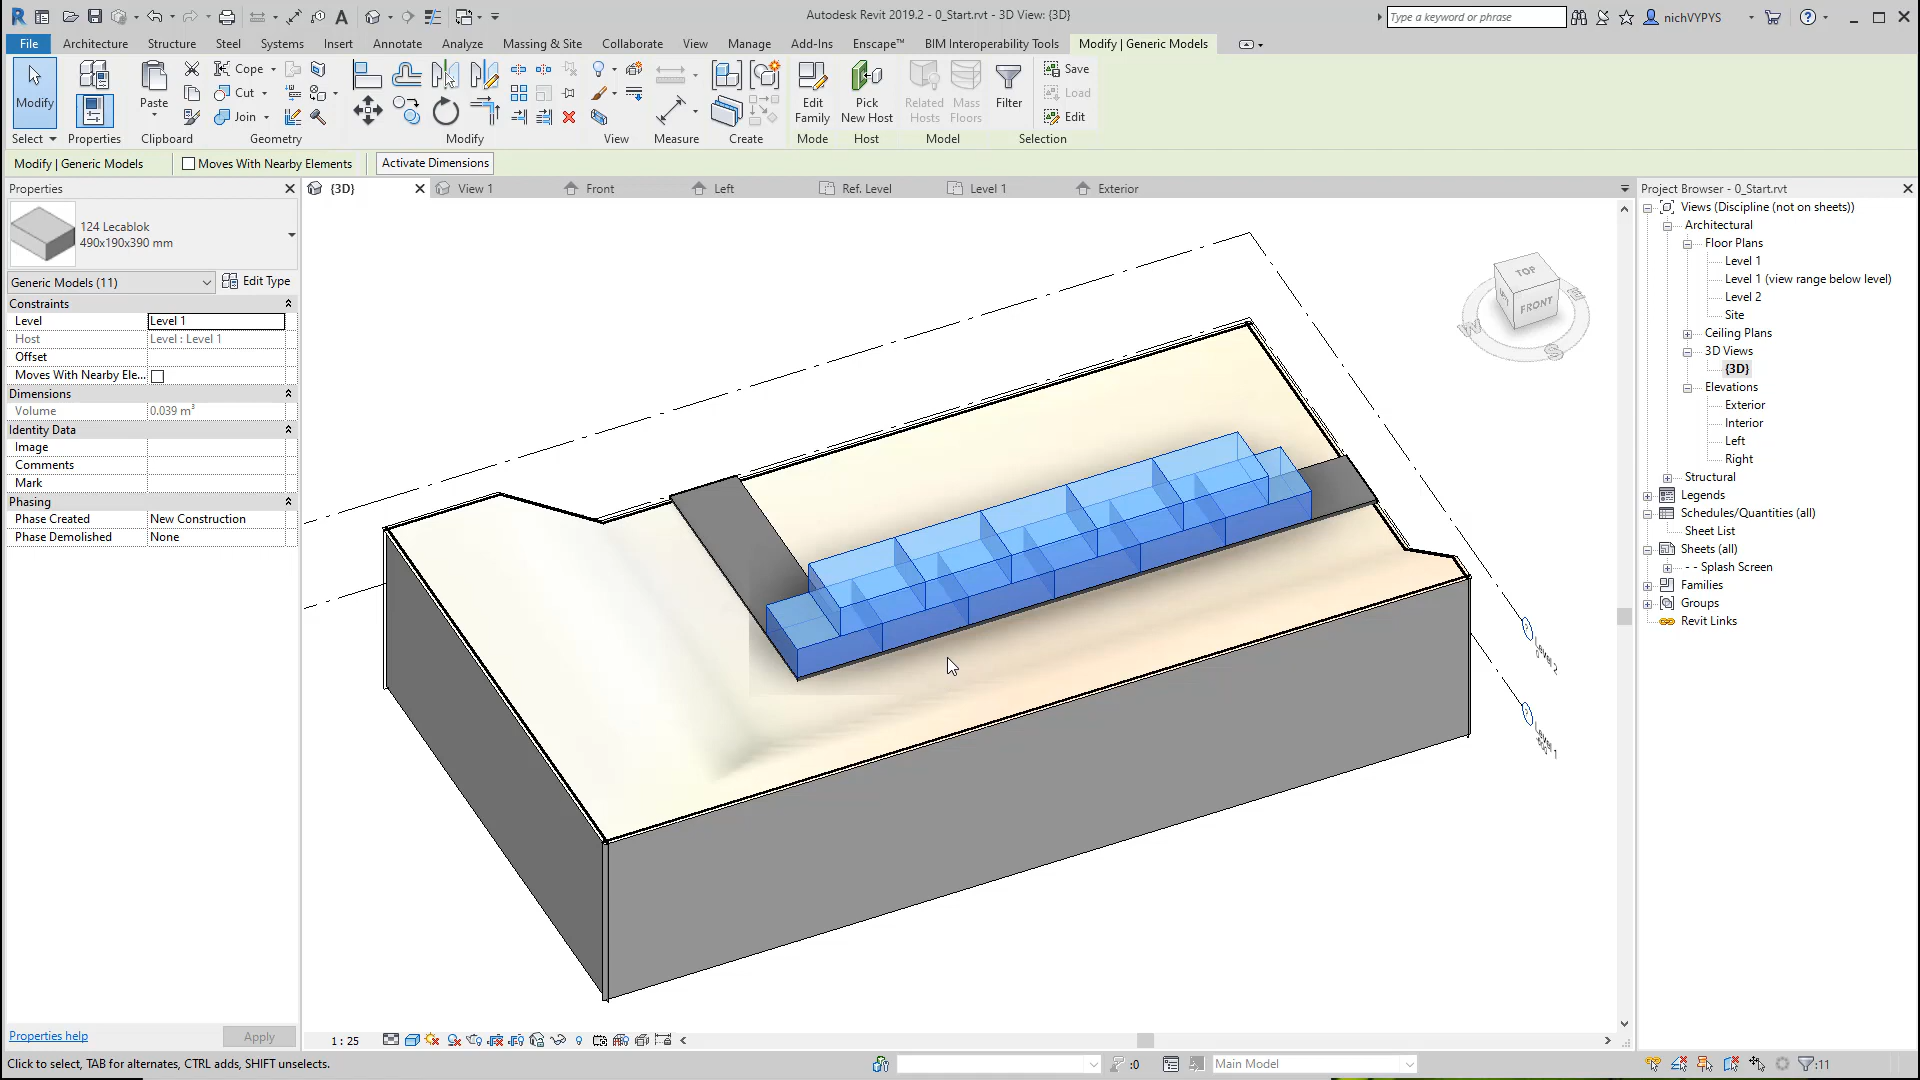 Autodesk Revit 2019.2 - 0_Start.rvt - 3D View: {3D}
Type a keyword or phrase
nichVYPYS
File Architecture Structure Steel Systems Insert Annotate Analyze Massing & Site Collaborate View Manage Add-Ins Enscape™ BIM Interoperability Tools Modify | Generic Models
Modify
Paste
Cope
Cut
Join
Edit Family
Pick New Host
Related Hosts
Mass Floors
Filter
Save
Load
Edit
Select Properties Clipboard Geometry Modify View Measure Create Mode Host Model Selection
Modify | Generic Models Moves With Nearby Elements Activate Dimensions
Properties
124 Lecablok
490x190x390 mm
Generic Models (11) Edit Type
Constraints
Level Level 1
Host Level : Level 1
Offset
Moves With Nearby Ele...
Dimensions
Volume 0.039 m³
Identity Data
Image
Comments
Mark
Phasing
Phase Created New Construction
Phase Demolished None
Properties help Apply
{3D} View 1 Front Left Ref. Level Level 1 Exterior
TOP
FRONT
LEFT
W
S
E
Level 2
0
Level 1
Project Browser - 0_Start.rvt
Views (Discipline (not on sheets))
Architectural
Floor Plans
Level 1
Level 1 (view range below level)
Level 2
Site
Ceiling Plans
3D Views
{3D}
Elevations
Exterior
Interior
Left
Right
Structural
Legends
Schedules/Quantities (all)
Sheet List
Sheets (all)
- - Splash Screen
Families
Groups
Revit Links
1 : 25
Click to select, TAB for alternates, CTRL adds, SHIFT unselects.
:0
Main Model
:11